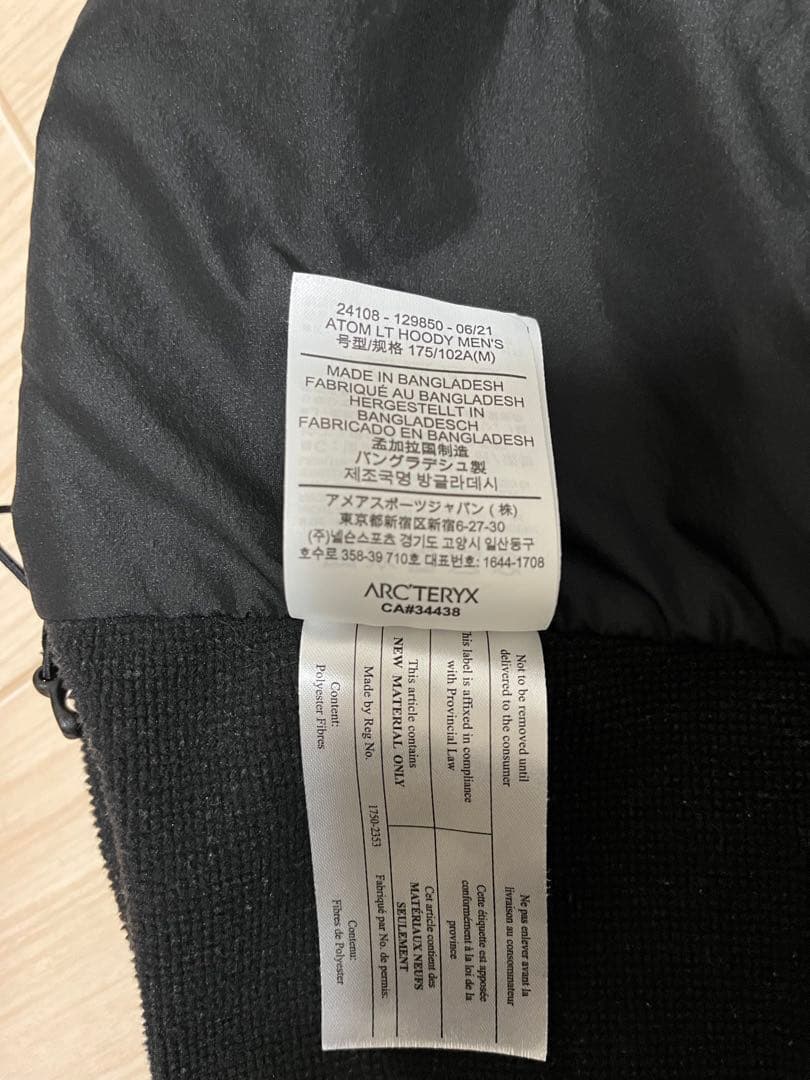 24108 - 129850 - 06/21
ATOM LT HOODY MEN'S
号型/规格 175/102A(M)
MADE IN BANGLADESH
FABRIQUÉ AU BANGLADESH
HERGESTELLT IN
BANGLADESCH
FABRICADO EN BANGLADESH
孟加拉国制造
バングラデシュ製
제조국명 방글라데시
アメアスポーツジャパン (株)
東京都新宿区新宿6-27-30
(주)넬슨스포츠 경기도 고양시 일산동구
호수로 358-39 710호 대표번호: 1644-1708
ARC'TERYX
CA#34438
Not to be removed until
delivered to the consumer
Ne pas enlever avant la
livraison au consommateur
his label is affixed in compliance
with Provincial Law
Cette étiquette est apposée
conformément à la loi de la
province
This article contains
NEW MATERIAL ONLY
Cet article contient des
MATÉRIAUX NEUFS
SEULEMENT
Made by Reg No.
1750-2353
Fabriqué par No. de permis.
Content:
Polyester Fibres
Contenu:
Fibres de Polyester